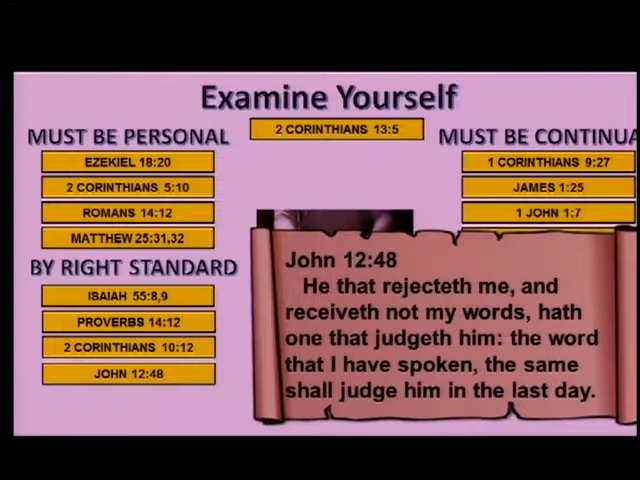 Examine Yourself
2 CORINTHIANS 13:5
MUST BE PERSONAL
EZEKIEL 18:20
2 CORINTHIANS 5:10
ROMANS 14:12
MATTHEW 25:31,32
BY RIGHT STANDARD
ISAIAH 55:8,9
PROVERBS 14:12
2 CORINTHIANS 10:12
JOHN 12:48
MUST BE CONTINUA
1 CORINTHIANS 9:27
JAMES 1:25
1 JOHN 1:7
John 12:48
He that rejecteth me, and
receiveth not my words, hath
one that judgeth him: the word
that I have spoken, the same
shall judge him in the last day.